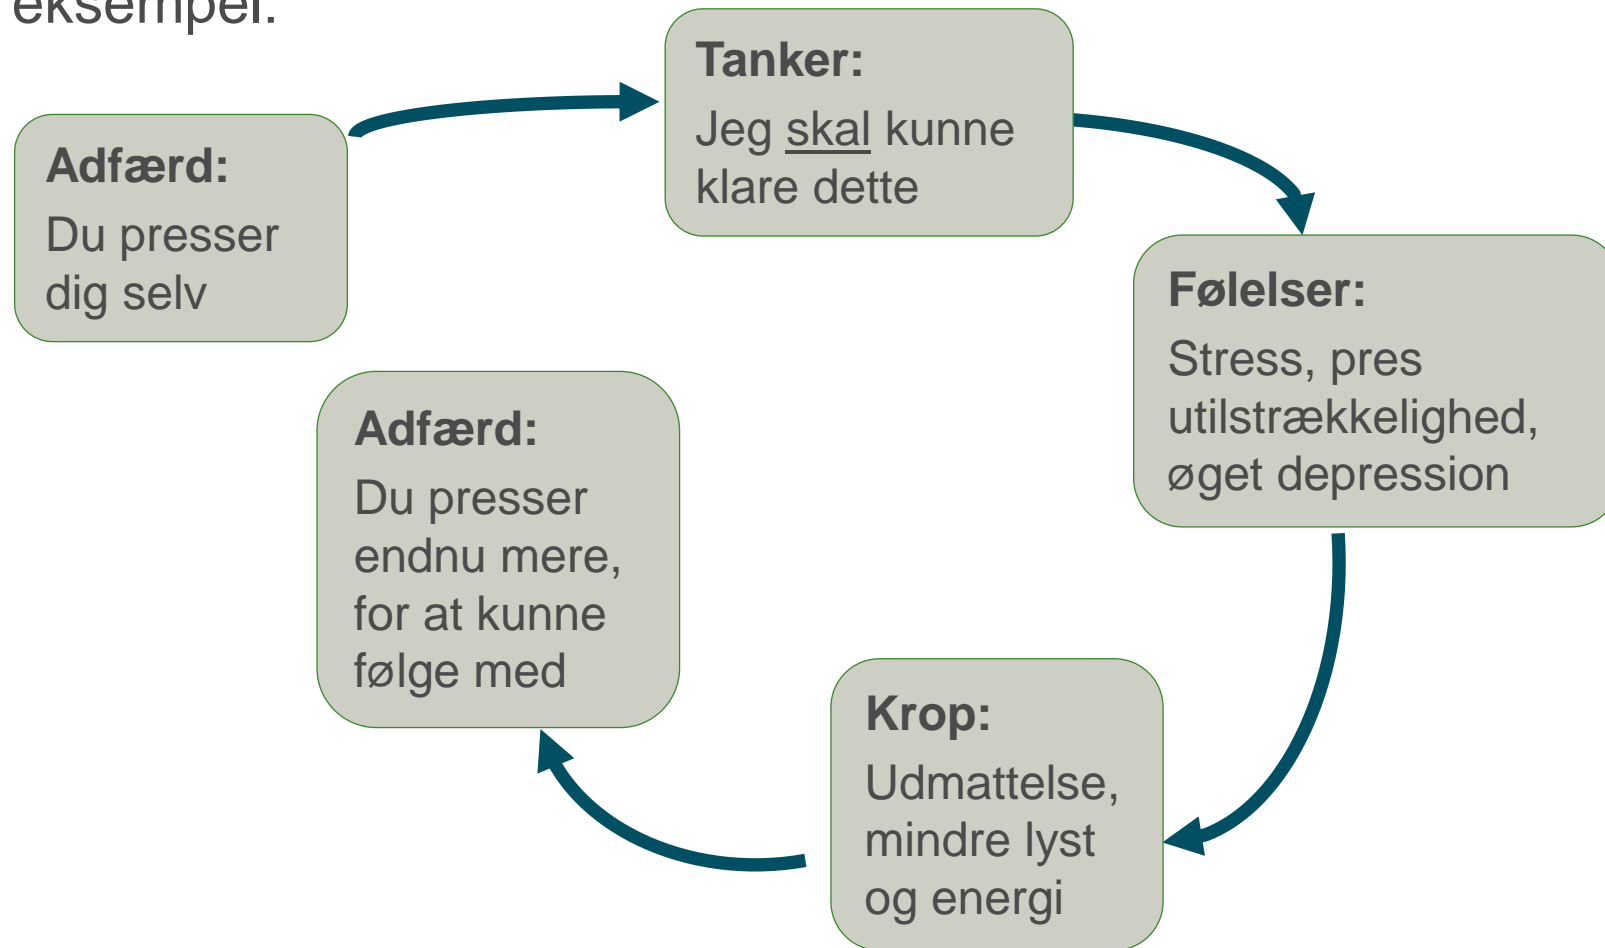 eksempel:
Adfærd:
Du presser
dig selv
Tanker:
Jeg skal kunne
klare dette
Følelser:
Stress, pres
utilstrækkelighed,
øget depression
Krop:
Udmattelse,
mindre lyst
og energi
Adfærd:
Du presser
endnu mere,
for at kunne
følge med